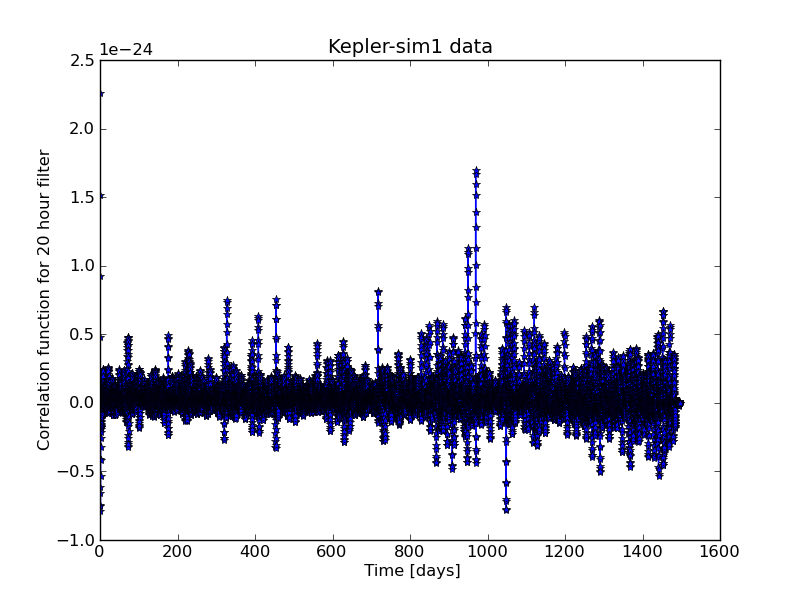 Kepler-sim1 data
1e−24
2.5
2.0
1.5
1.0
0.5
0.0
−0.5
−1.0
Correlation function for 20 hour filter
0 200 400 600 800 1000 1200 1400 1600
Time [days]